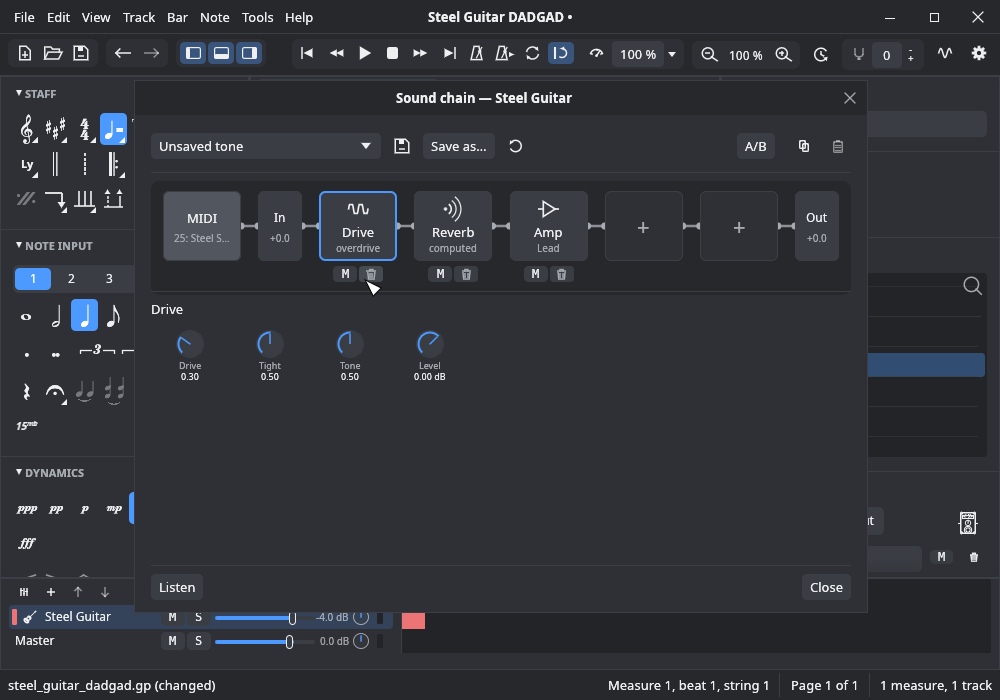 File Edit View Track Bar Note Tools Help
Steel Guitar DADGAD •
100 %
100 %
0
STAFF
Sound chain — Steel Guitar
Unsaved tone
Save as...
A/B
Ly
MIDI
25: Steel S...
In
+0.0
Drive
overdrive
Reverb
computed
Amp
Lead
+
+
Out
+0.0
M
M
M
NOTE INPUT
1 2 3
Drive
3
Drive
0.30
Tight
0.50
Tone
0.50
Level
0.00 dB
15mb
DYNAMICS
ppp pp p mp
fff
M
Listen
Close
Steel Guitar M S -4.0 dB
Master M S 0.0 dB
steel_guitar_dadgad.gp (changed)
Measure 1, beat 1, string 1
Page 1 of 1
1 measure, 1 track